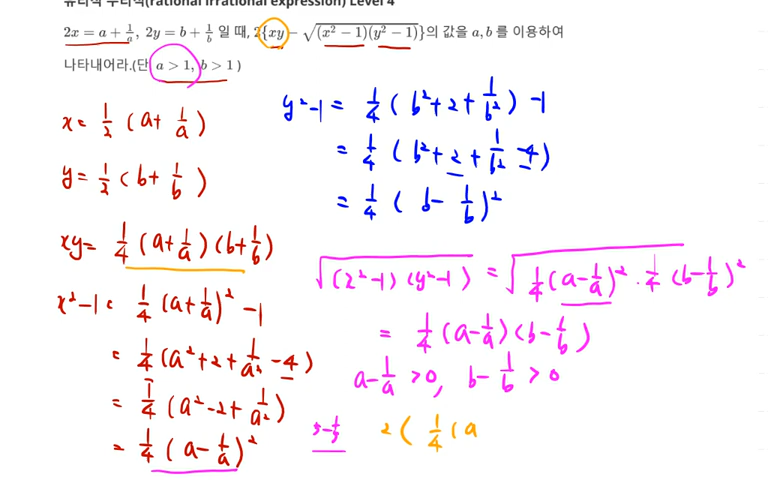 유리식 무리식(rational irrational expression) Level 4
2x = a + 1/a, 2y = b + 1/b 일 때, 2{xy − √((x² − 1)(y² − 1))}의 값을 a, b 를 이용하여
나타내어라.(단 a > 1, b > 1 )
x = 1/2 (a + 1/a)
y = 1/2 (b + 1/b)
xy = 1/4 (a + 1/a)(b + 1/b)
x² − 1 = 1/4 (a + 1/a)² − 1
= 1/4 (a² + 2 + 1/a² − 4)
= 1/4 (a² − 2 + 1/a²)
= 1/4 (a − 1/a)²
y² − 1 = 1/4 (b² + 2 + 1/b²) − 1
= 1/4 (b² + 2 + 1/b² − 4)
= 1/4 (b − 1/b)²
√((x² − 1)(y² − 1)) = √(1/4 (a − 1/a)² · 1/4 (b − 1/b)²)
= 1/4 (a − 1/a)(b − 1/b)
a − 1/a > 0, b − 1/b > 0
2 ( 1/4 (a